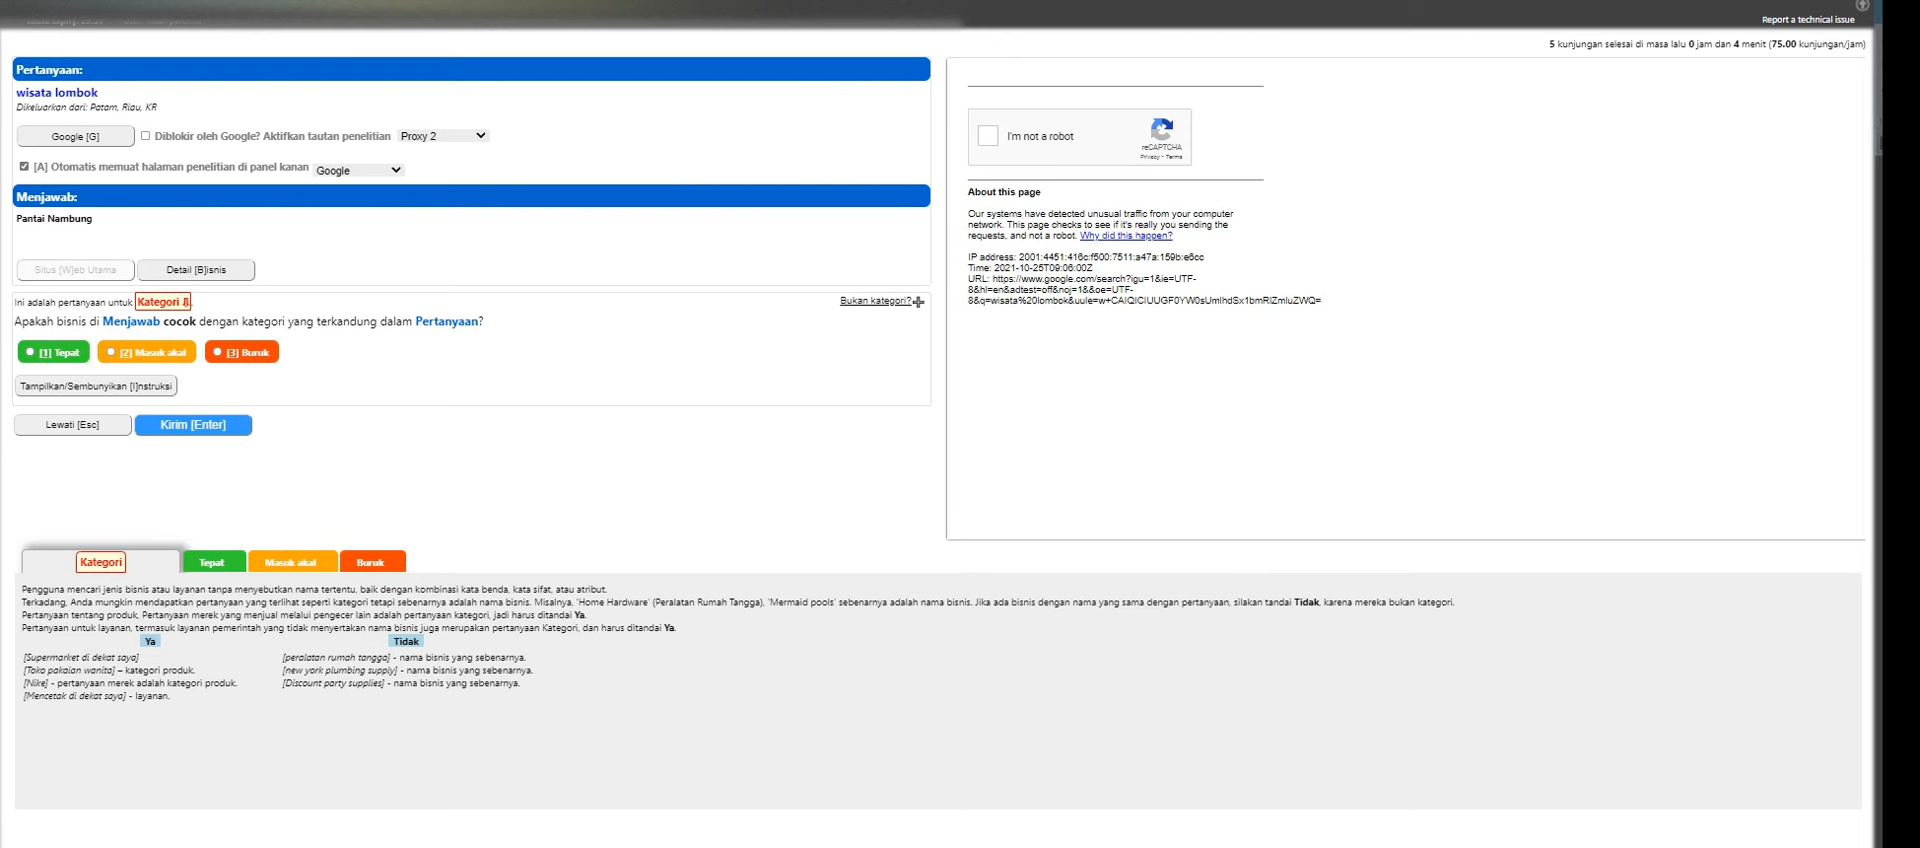 Report a technical issue
5 kunjungan selesai di masa lalu 0 jam dan 4 menit (75.00 kunjungan/jam)
Pertanyaan:
wisata lombok
Dikeluarkan dari: Patam, Riau, KR
Google [G]
Diblokir oleh Google? Aktifkan tautan penelitian
Proxy 2
[A] Otomatis memuat halaman penelitian di panel kanan
Google
Menjawab:
Pantai Nambung
Situs [W]eb Utama
Detail [B]isnis
Ini adalah pertanyaan untuk Kategori
Bukan kategori?
Apakah bisnis di Menjawab cocok dengan kategori yang terkandung dalam Pertanyaan?
[1] Tepat
[2] Masuk akal
[3] Buruk
Tampilkan/Sembunyikan [I]nstruksi
Lewati [Esc]
Kirim [Enter]
I'm not a robot
reCAPTCHA
Privacy - Terms
About this page
Our systems have detected unusual traffic from your computer
network. This page checks to see if it's really you sending the
requests, and not a robot. Why did this happen?
IP address: 2001:4451:416c:f500:7511:a47a:159b:e6cc
Time: 2021-10-25T09:06:00Z
URL: https://www.google.com/search?igu=1&ie=UTF-
8&hl=en&adtest=off&noj=1&&oe=UTF-
8&q=wisata%20lombok&uule=w+CAIQICIUUGF0YW0sUmlhdSx1bmRlZmluZWQ=
Kategori
Tepat
Masuk akal
Buruk
Pengguna mencari jenis bisnis atau layanan tanpa menyebutkan nama tertentu, baik dengan kombinasi kata benda, kata sifat, atau atribut.
Terkadang, Anda mungkin mendapatkan pertanyaan yang terlihat seperti kategori tetapi sebenarnya adalah nama bisnis. Misalnya, 'Home Hardware' (Peralatan Rumah Tangga), 'Mermaid pools' sebenarnya adalah nama bisnis. Jika ada bisnis dengan nama yang sama dengan pertanyaan, silakan tandai Tidak, karena mereka bukan kategori.
Pertanyaan tentang produk, Pertanyaan merek yang menjual melalui pengecer lain adalah pertanyaan kategori, jadi harus ditandai Ya.
Pertanyaan untuk layanan, termasuk layanan pemerintah yang tidak menyertakan nama bisnis juga merupakan pertanyaan Kategori, dan harus ditandai Ya.
Ya
Tidak
[Supermarket di dekat saya]
[peralatan rumah tangga] - nama bisnis yang sebenarnya.
[Toko pakaian wanita] – kategori produk.
[new york plumbing supply] - nama bisnis yang sebenarnya.
[Nike] - pertanyaan merek adalah kategori produk.
[Discount party supplies] - nama bisnis yang sebenarnya.
[Mencetak di dekat saya] - layanan.